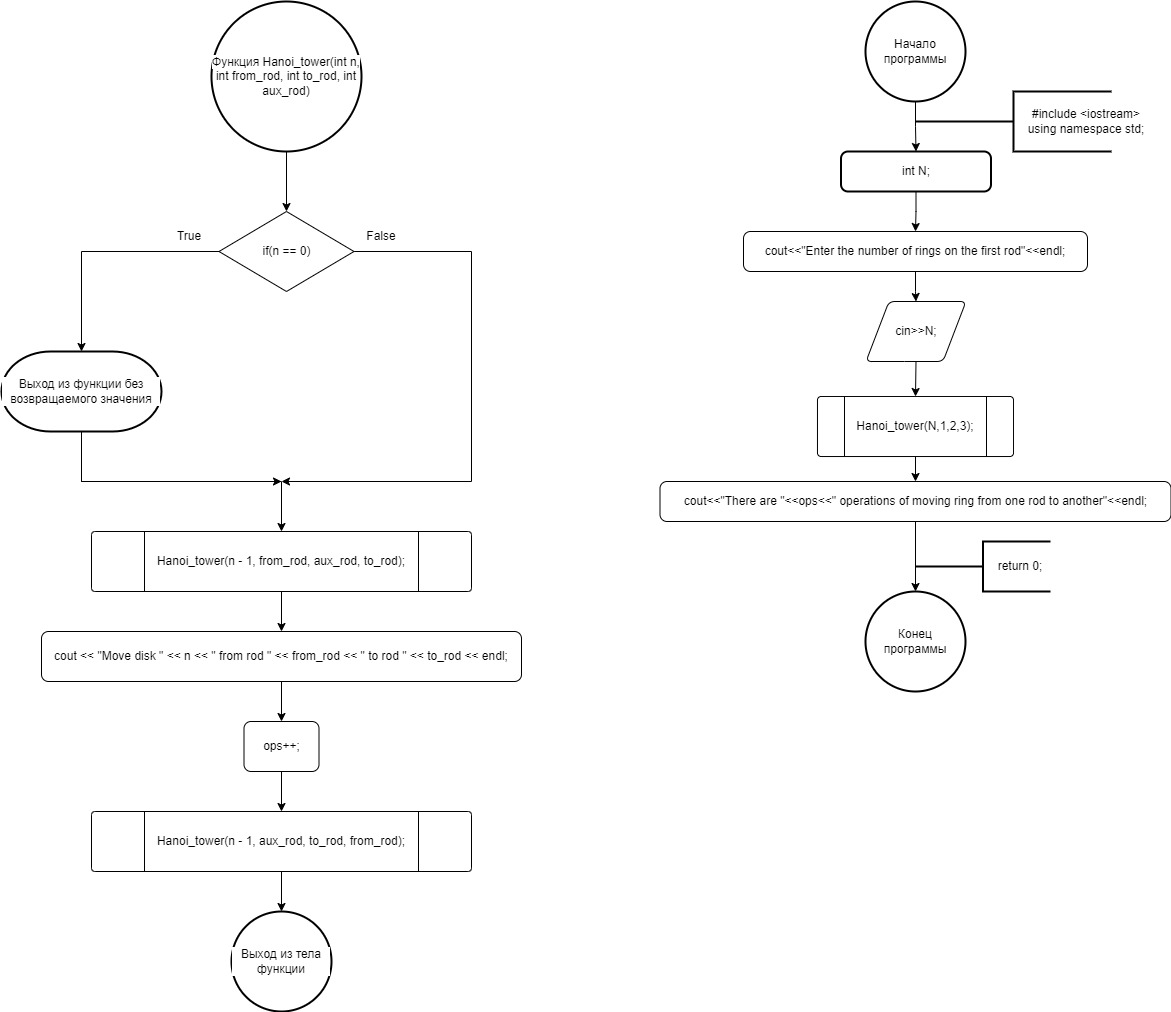 Функция Hanoi_tower(int n,
int from_rod, int to_rod, int
aux_rod)
True
False
if(n == 0)
Выход из функции без
возвращаемого значения
Hanoi_tower(n - 1, from_rod, aux_rod, to_rod);
cout << "Move disk " << n << " from rod " << from_rod << " to rod " << to_rod << endl;
ops++;
Hanoi_tower(n - 1, aux_rod, to_rod, from_rod);
Выход из тела
функции
Начало
программы
#include <iostream>
using namespace std;
int N;
cout<<"Enter the number of rings on the first rod"<<endl;
cin>>N;
Hanoi_tower(N,1,2,3);
cout<<"There are "<<ops<<" operations of moving ring from one rod to another"<<endl;
return 0;
Конец
программы